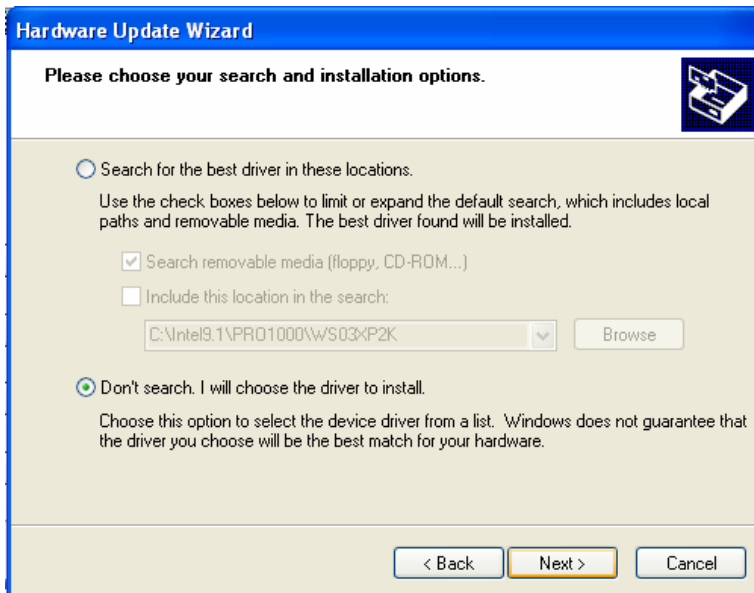 Hardware Update Wizard
Please choose your search and installation options.
Search for the best driver in these locations.
Use the check boxes below to limit or expand the default search, which includes local
paths and removable media. The best driver found will be installed.
Search removable media (floppy, CD-ROM...)
Include this location in the search:
C:\Intel9.1\PRO1000\WS03XP2K
Browse
Don't search. I will choose the driver to install.
Choose this option to select the device driver from a list. Windows does not guarantee that
the driver you choose will be the best match for your hardware.
< Back Next > Cancel